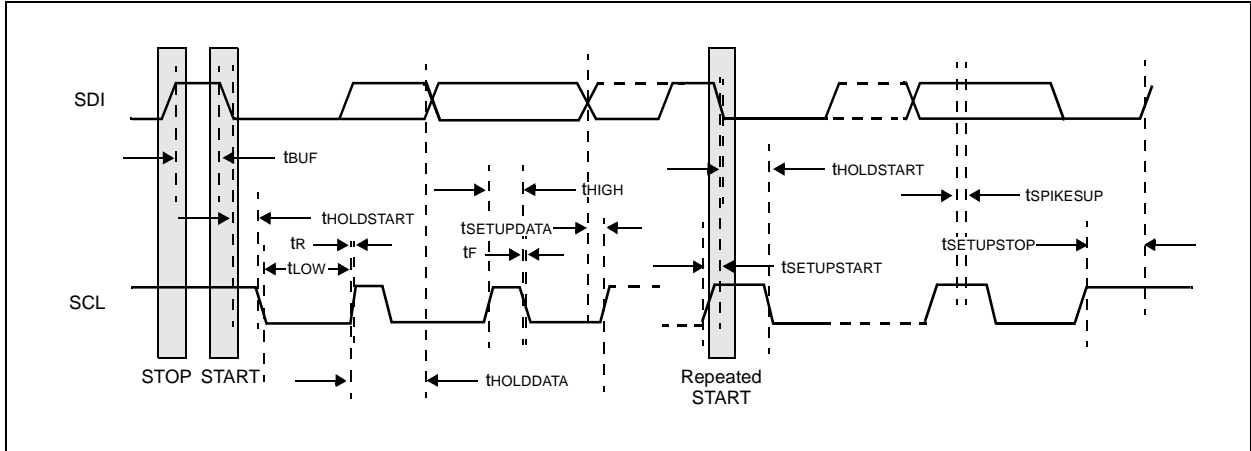 SDI
tBUF
tHOLDSTART
tR
tLOW
tHIGH
tSETUPDATA
tF
tHOLDSTART
tSPIKESUP
tSETUPSTOP
tSETUPSTART
SCL
STOP
START
tHOLDDATA
Repeated
START